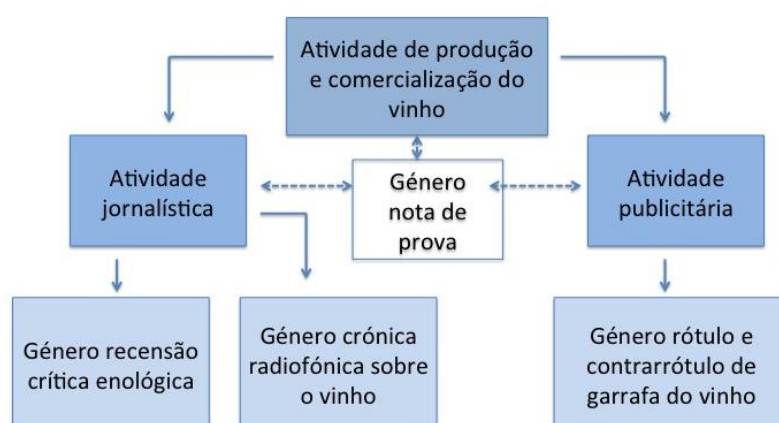 Atividade de produção
e comercialização do
vinho
Atividade
jornalística
Género
nota de
prova
Atividade
publicitária
Género recensão
crítica enológica
Género crónica
radiofónica sobre
o vinho
Género rótulo e
contrarrótulo de
garrafa do vinho